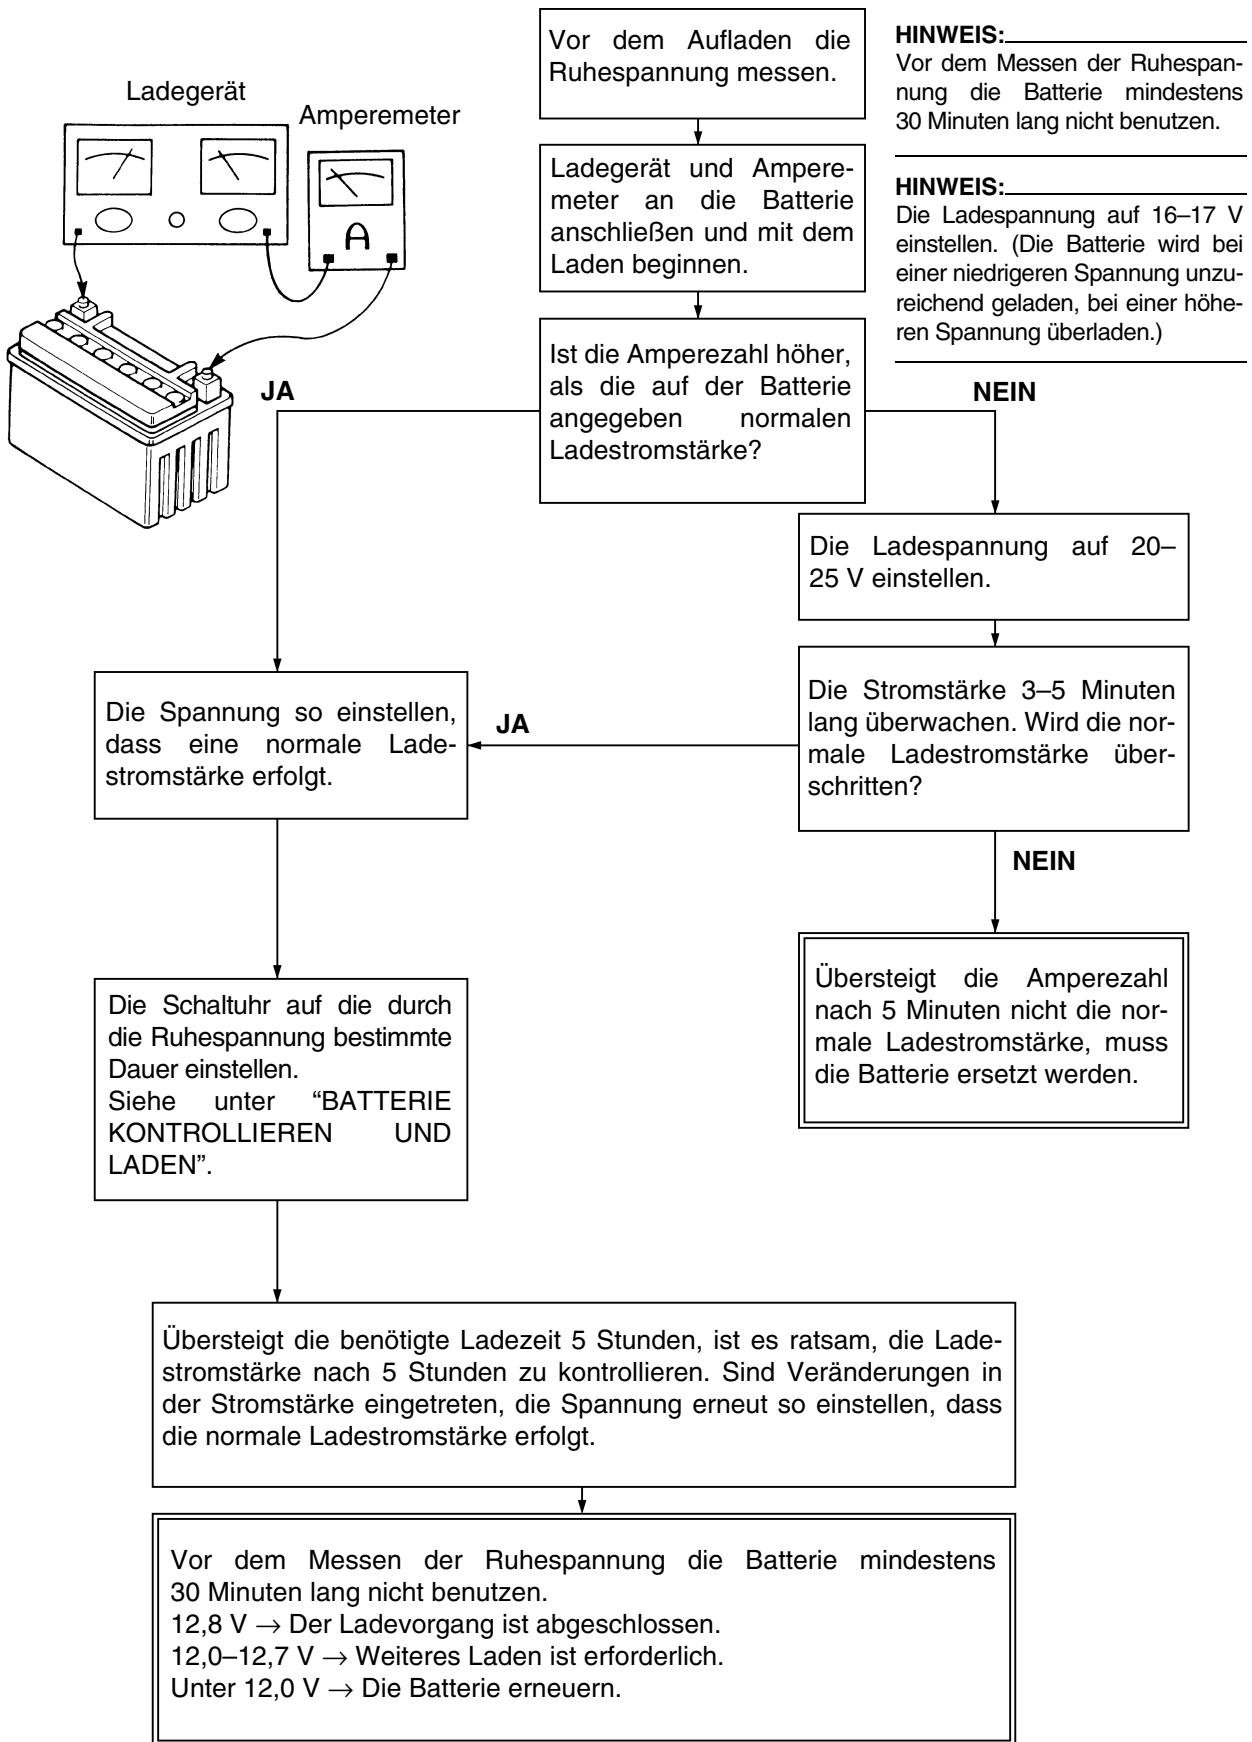 Ladegerät
Amperemeter
A
Vor dem Aufladen die
Ruhespannung messen.
HINWEIS:
Vor dem Messen der Ruhespan-
nung die Batterie mindestens
30 Minuten lang nicht benutzen.
Ladegerät und Ampere-
meter an die Batterie
anschließen und mit dem
Laden beginnen.
HINWEIS:
Die Ladespannung auf 16–17 V
einstellen. (Die Batterie wird bei
einer niedrigeren Spannung unzu-
reichend geladen, bei einer höhe-
ren Spannung überladen.)
Ist die Amperezahl höher,
als die auf der Batterie
angegeben normalen
Ladestromstärke?
JA
NEIN
Die Ladespannung auf 20–
25 V einstellen.
Die Stromstärke 3–5 Minuten
lang überwachen. Wird die nor-
male Ladestromstärke über-
schritten?
JA
Die Spannung so einstellen,
dass eine normale Lade-
stromstärke erfolgt.
NEIN
Übersteigt die Amperezahl
nach 5 Minuten nicht die nor-
male Ladestromstärke, muss
die Batterie ersetzt werden.
Die Schaltuhr auf die durch
die Ruhespannung bestimmte
Dauer einstellen.
Siehe unter “BATTERIE
KONTROLLIEREN UND
LADEN”.
Übersteigt die benötigte Ladezeit 5 Stunden, ist es ratsam, die Lade-
stromstärke nach 5 Stunden zu kontrollieren. Sind Veränderungen in
der Stromstärke eingetreten, die Spannung erneut so einstellen, dass
die normale Ladestromstärke erfolgt.
Vor dem Messen der Ruhespannung die Batterie mindestens
30 Minuten lang nicht benutzen.
12,8 V → Der Ladevorgang ist abgeschlossen.
12,0–12,7 V → Weiteres Laden ist erforderlich.
Unter 12,0 V → Die Batterie erneuern.